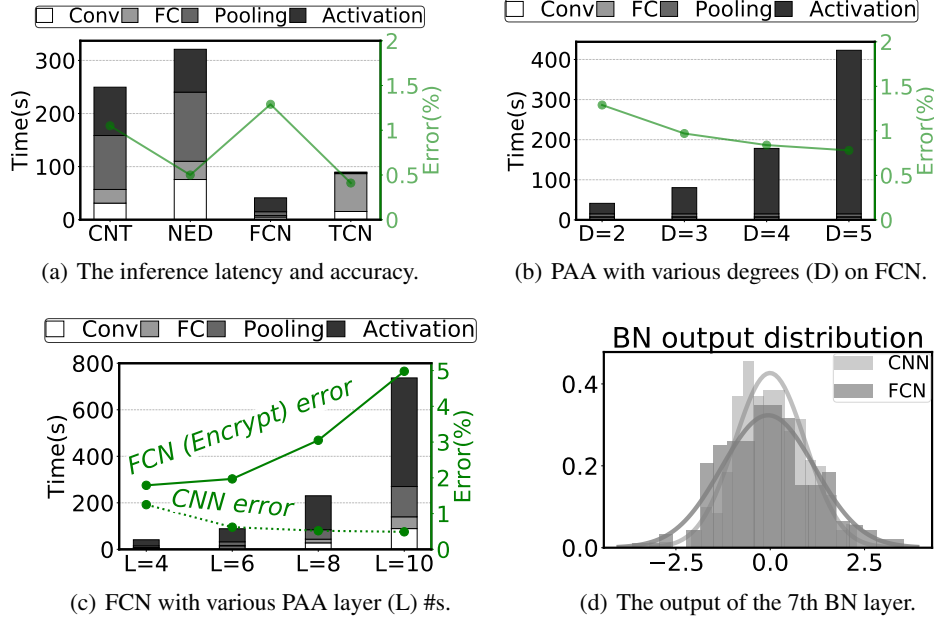 Conv FC Pooling Activation
Conv FC Pooling Activation
300
200
100
0
Time(s)
2
1.5
1
0.5
0
Error(%)
CNT NED FCN TCN
(a) The inference latency and accuracy.
400
300
200
100
0
Time(s)
2
1.5
1
0.5
0
Error(%)
D=2 D=3 D=4 D=5
(b) PAA with various degrees (D) on FCN.
Conv FC Pooling Activation
800
600
400
200
0
Time(s)
FCN (Encrypt) error
CNN error
5
4
3
2
1
0
Error(%)
L=4 L=6 L=8 L=10
(c) FCN with various PAA layer (L) #s.
BN output distribution
CNN
FCN
0.4
0.2
0.0
−2.5 0.0 2.5
(d) The output of the 7th BN layer.